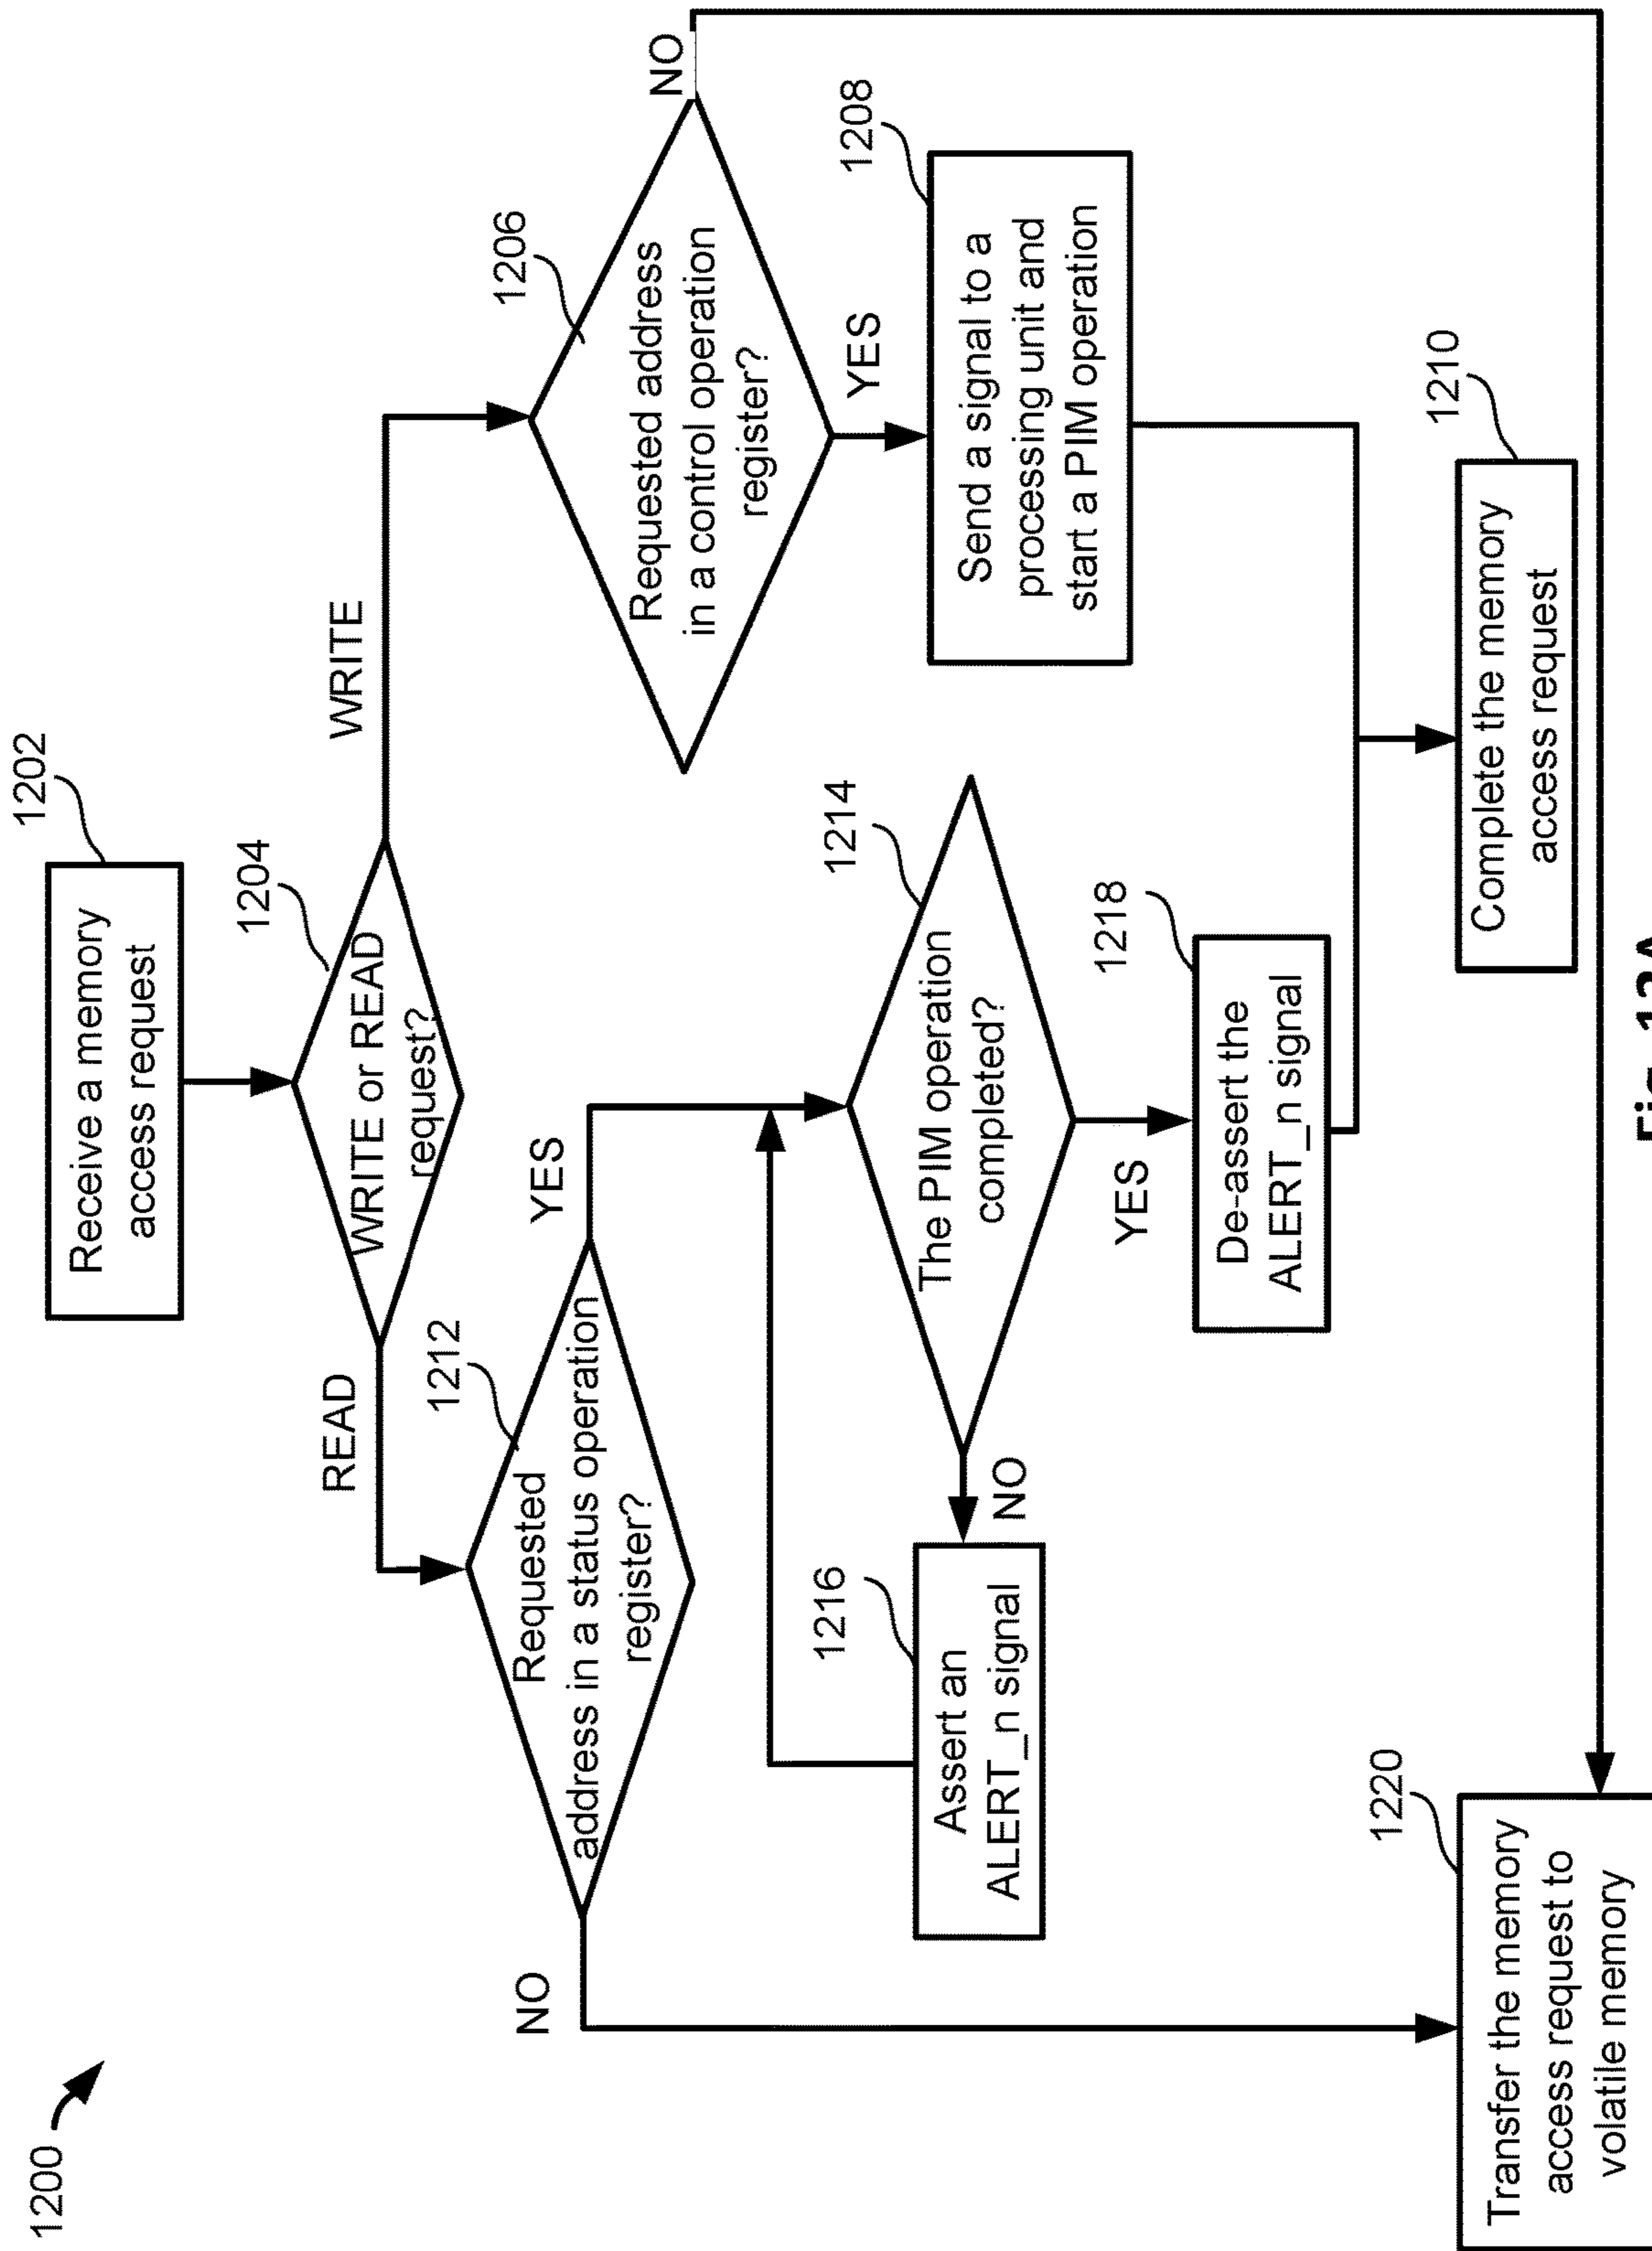 1200
1202
Receive a memory
access request
1204
WRITE or READ
request?
READ
WRITE
1212
Requested
address in a status operation
register?
1206
Requested address
in a control operation
register?
NO
YES
NO
YES
1214
The PIM operation
completed?
1208
Send a signal to a
processing unit and
start a PIM operation
1216
Assert an
ALERT_n signal
NO
YES
1218
De-assert the
ALERT_n signal
1220
Transfer the memory
access request to
volatile memory
1210
Complete the memory
access request